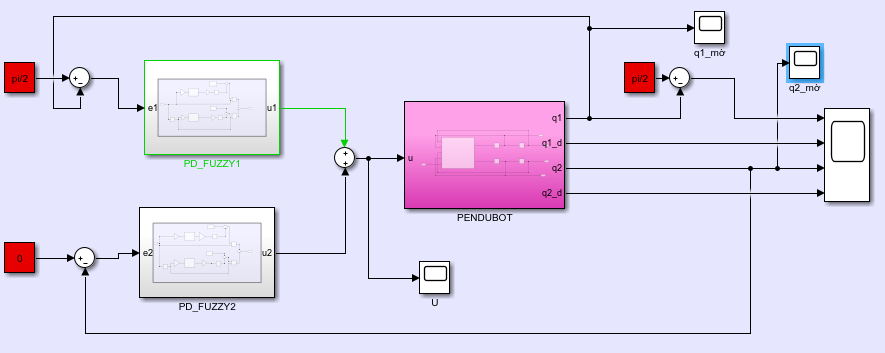 q1_mờ
pi/2
e1
u1
PD_FUZZY1
pi/2
q2_mờ
u
q1
q1_d
q2
q2_d
PENDUBOT
0
e2
u2
PD_FUZZY2
U